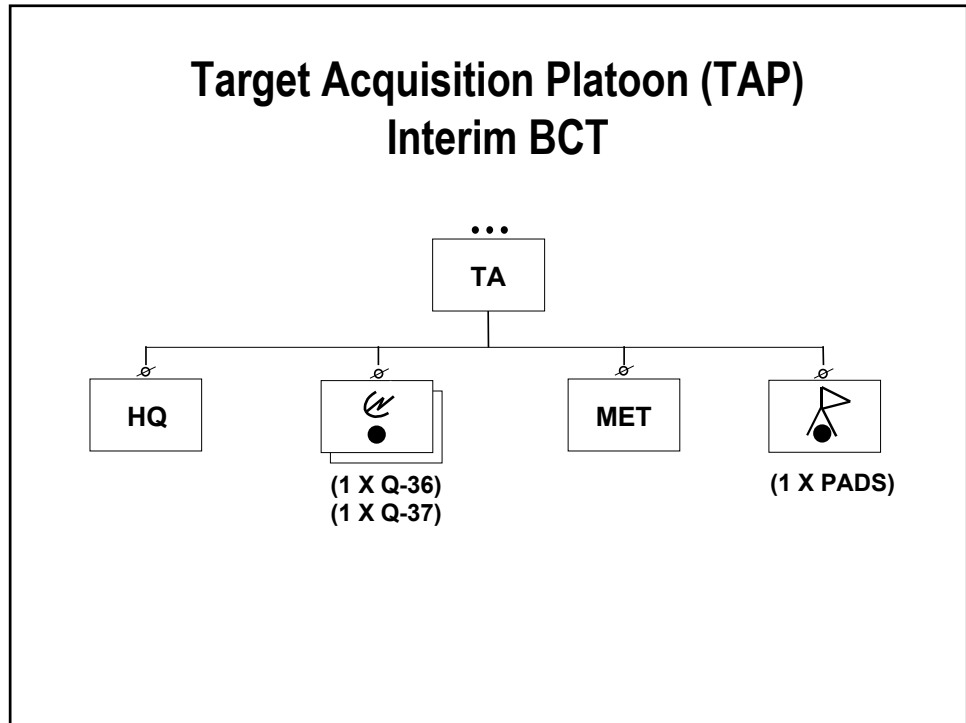 Target Acquisition Platoon (TAP)
Interim BCT
TA
HQ
MET
(1 X Q-36)
(1 X Q-37)
(1 X PADS)